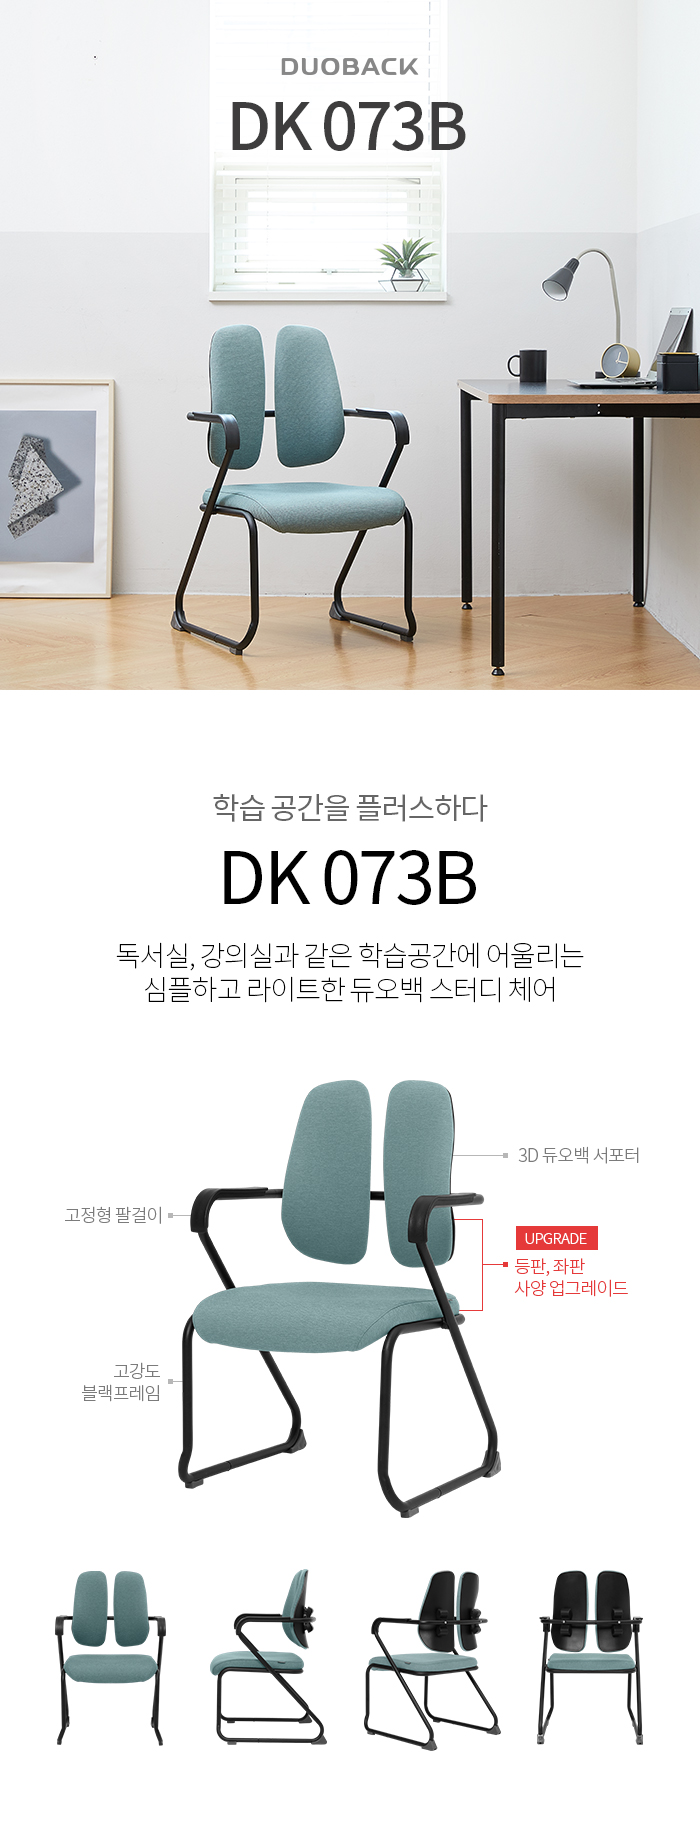 DUOBACK
DK 073B
학습 공간을 플러스하다
DK 073B
독서실, 강의실과 같은 학습공간에 어울리는
심플하고 라이트한 듀오백 스터디 체어
3D 듀오백 서포터
고정형 팔걸이
UPGRADE
등판, 좌판
사양 업그레이드
고강도
블랙프레임